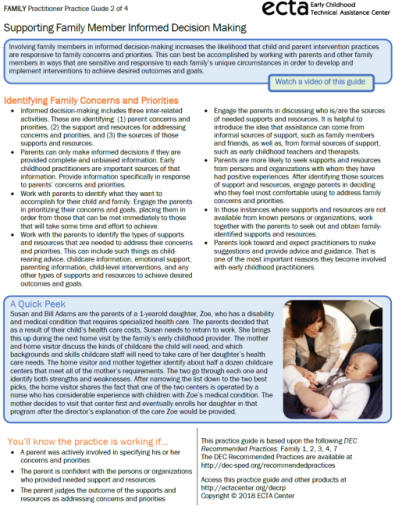 FAMILY Practitioner Practice Guide 2 of 4
ecta Early Childhood
Technical Assistance Center
Supporting Family Member Informed Decision Making
Involving family members in informed decision-making increases the likelihood that child and parent intervention practices
are responsive to family concerns and priorities. This can best be accomplished by working with parents and other family
members in ways that are sensitive and responsive to each family's unique circumstances in order to develop and
implement interventions to achieve desired outcomes and goals.
Watch a video of this guide
Identifying Family Concerns and Priorities
• Informed decision-making includes three inter-related
activities. These are identifying: (1) parent concerns and
priorities, (2) the support and resources for addressing
concerns and priorities, and (3) the sources of those
supports and resources.
• Parents can only make informed decisions if they are
provided complete and unbiased information. Early
childhood practitioners are important sources of that
information. Provide information specifically in response
to parents' concerns and priorities.
• Work with parents to identify what they want to
accomplish for their child and family. Engage the parents
in prioritizing their concerns and goals, placing them in
order from those that can be met immediately to those
that will take some time and effort to achieve.
• Work with the parents to identify the types of supports
and resources that are needed to address their concerns
and priorities. This can include such things as child-
rearing advice, childcare information, emotional support,
parenting information, child-level interventions, and any
other types of supports and resources to achieve desired
outcomes and goals.
• Engage the parents in discussing who is/are the sources
of needed supports and resources. It is helpful to
introduce the idea that assistance can come from
informal sources of support, such as family members
and friends, as well as, from formal sources of support,
such as early childhood teachers and therapists.
• Parents are more likely to seek supports and resources
from persons and organizations with whom they have
had positive experiences. After identifying those sources
of support and resources, engage parents in deciding
who they feel most comfortable using to address family
concerns and priorities.
• In those instances where supports and resources are not
available from known persons or organizations, work
together with the parents to seek out and obtain family-
identified supports and resources.
• Parents look toward and expect practitioners to make
suggestions and provide advice and guidance. That is
one of the most important reasons they become involved
with early childhood practitioners.
A Quick Peek
Susan and Bill Adams are the parents of a 1-yearold daughter, Zoe, who has a disability
and medical condition that requires specialized health care. The parents decided that
as a result of their child's health care costs, Susan needs to return to work. She brings
this up during the next home visit by the family's early childhood provider. The mother
and home visitor discuss the kinds of childcare the child will need, and which
backgrounds and skills childcare staff will need to take care of her daughter's health
care needs. The home visitor and mother together identify about half a dozen childcare
centers that meet all of the mother's requirements. The two go through each one and
identify both strengths and weaknesses. After narrowing the list down to the two best
picks, the home visitor shares the fact that one of the two centers is operated by a
nurse who has considerable experience with children with Zoe's medical condition. The
mother decides to visit that center first and eventually enrolls her daughter in that
program after the director's explanation of the care Zoe would be provided.
You'll know the practice is working if...
• A parent was actively involved in specifying his or her
concerns and priorities
• The parent is confident with the persons or organizations
who provided needed support and resources
• The parent judges the outcome of the supports and
resources as addressing concerns and priorities
This practice guide is based upon the following DEC
Recommended Practices: Family 1, 2, 3, 4, 7
The DEC Recommended Practices are available at
http://dec-sped.org/recommendedpractices
Access this practice guide and other products at
http://ectacenter.org/decrp
Copyright © 2018 ECTA Center